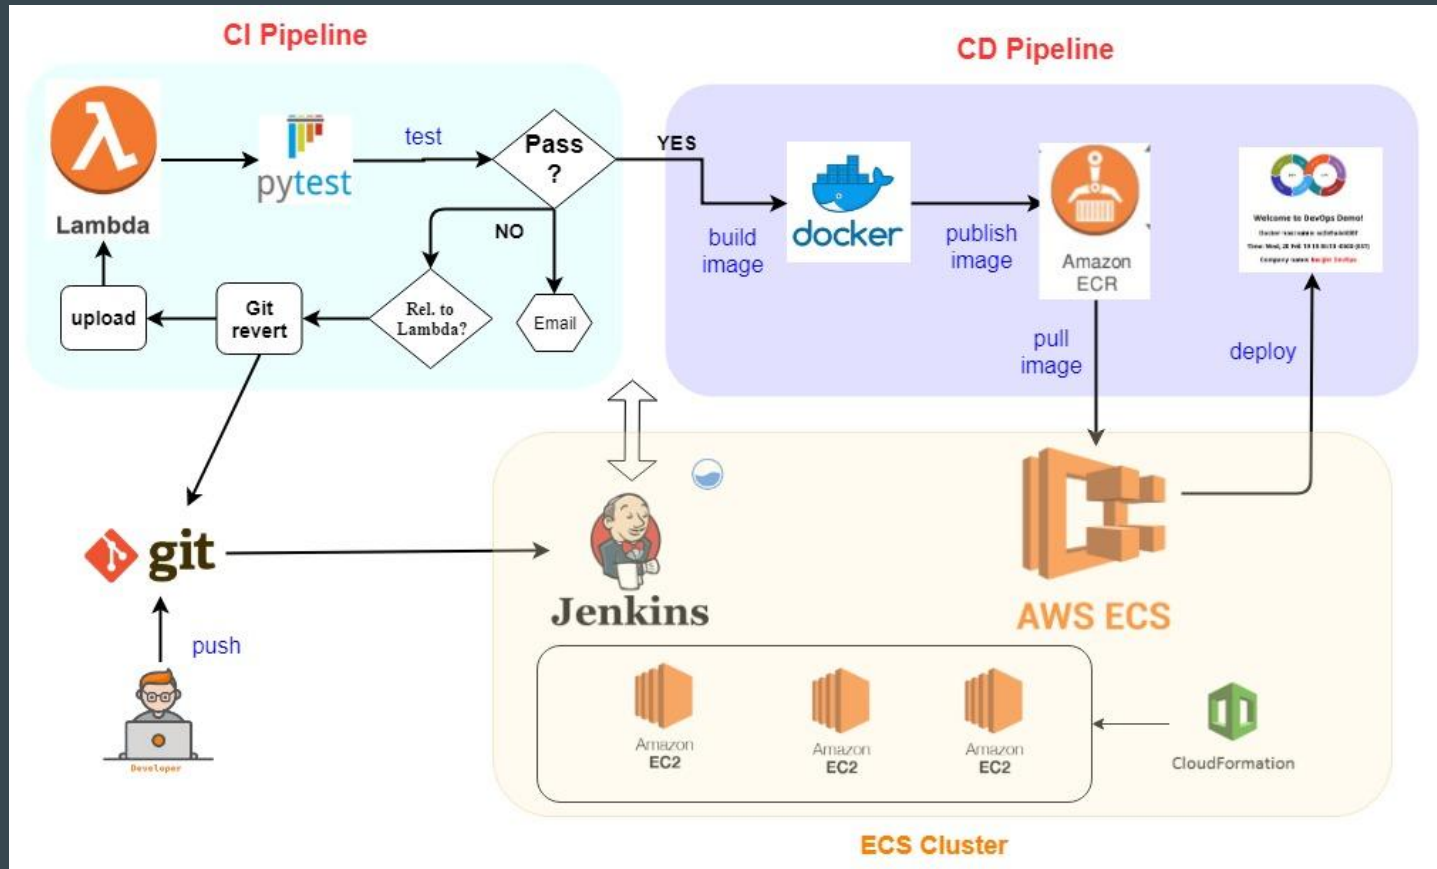 CI Pipeline
CD Pipeline
Lambda
pytest
test
Pass
?
YES
NO
upload
Git
revert
Rel. to
Lambda?
Email
build
image
docker
publish
image
Amazon
ECR
Welcome to DevOps Demo!
pull
image
deploy
git
push
Developer
Jenkins
AWS ECS
Amazon
EC2
Amazon
EC2
Amazon
EC2
CloudFormation
ECS Cluster